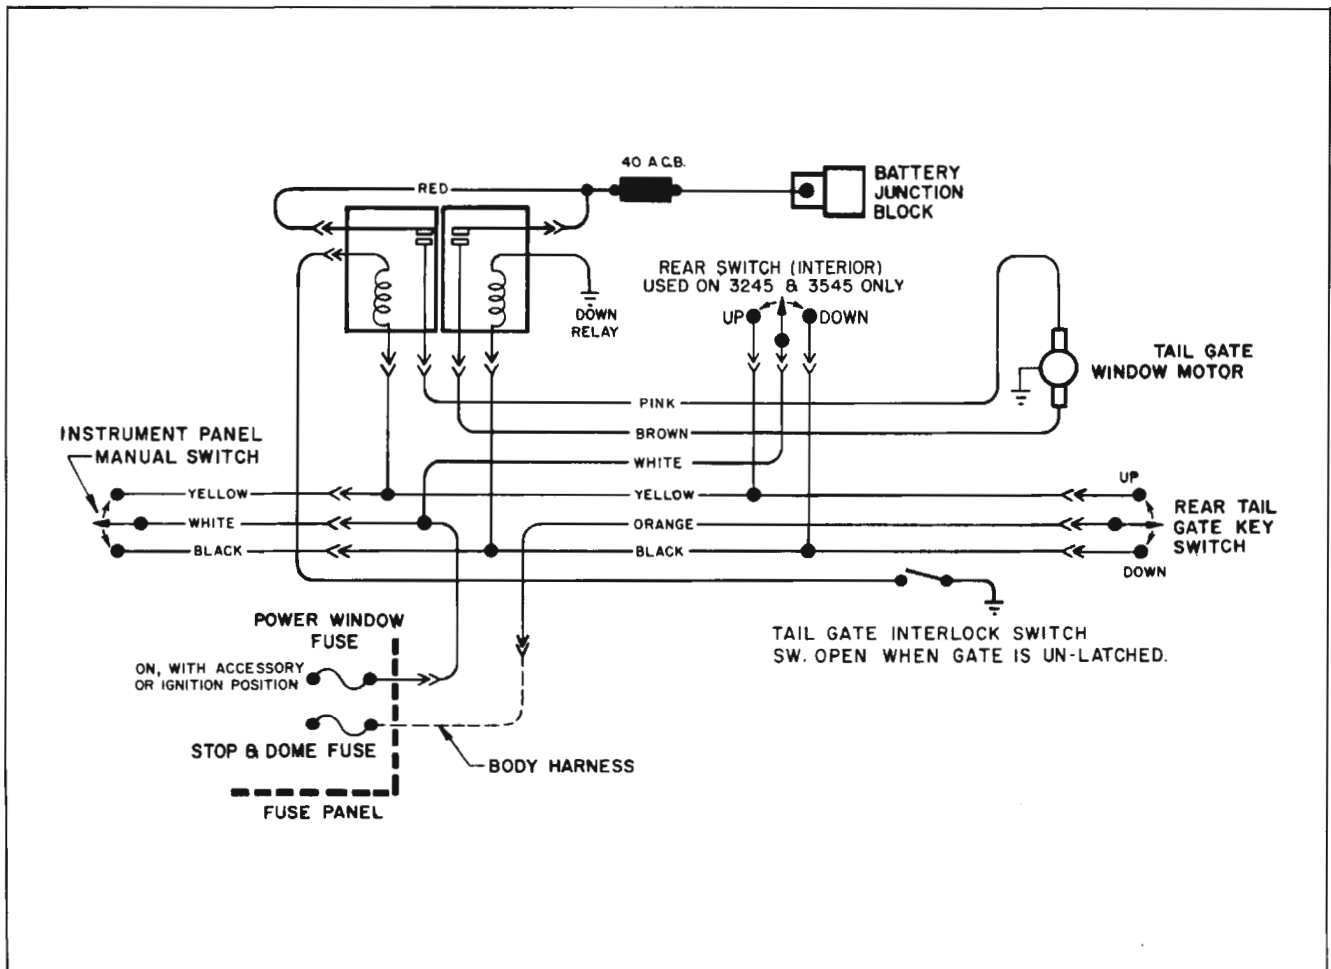 40 A C.B.
RED
BATTERY
JUNCTION
BLOCK
REAR SWITCH (INTERIOR)
USED ON 3245 & 3545 ONLY
UP
DOWN
DOWN
RELAY
TAIL GATE
WINDOW MOTOR
PINK
BROWN
WHITE
INSTRUMENT PANEL
MANUAL SWITCH
YELLOW
WHITE
BLACK
YELLOW
ORANGE
BLACK
UP
REAR TAIL
GATE KEY
SWITCH
DOWN
TAIL GATE INTERLOCK SWITCH
SW. OPEN WHEN GATE IS UN-LATCHED.
POWER WINDOW
FUSE
ON, WITH ACCESSORY
OR IGNITION POSITION
STOP & DOME FUSE
BODY HARNESS
FUSE PANEL